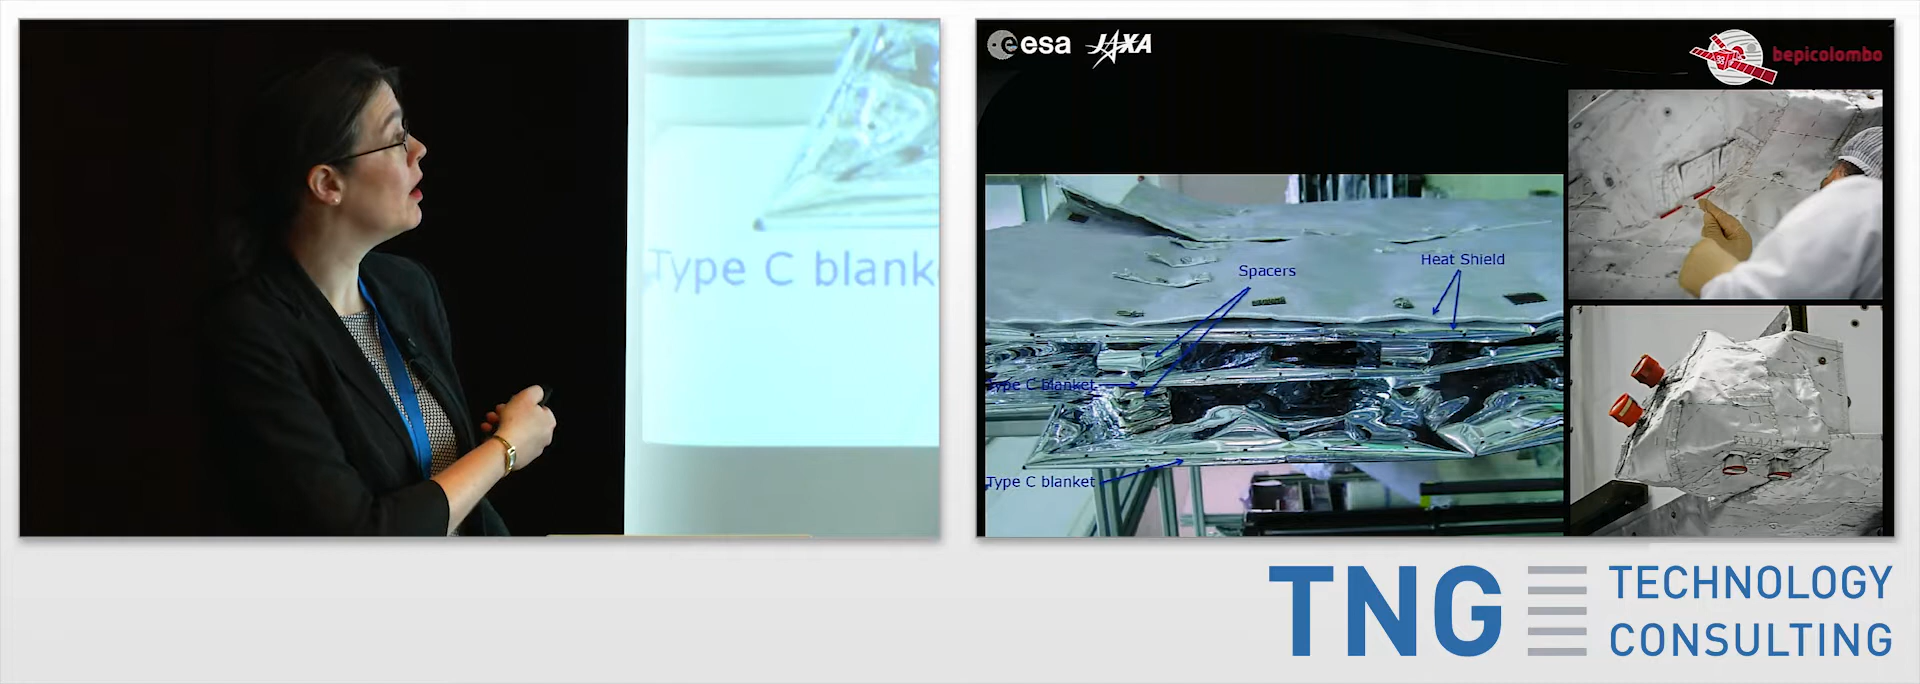 Type C blank
esa JAXA
bepicolombo
Spacers
Heat Shield
Type C Blanket
Type C blanket
TNG TECHNOLOGY
CONSULTING